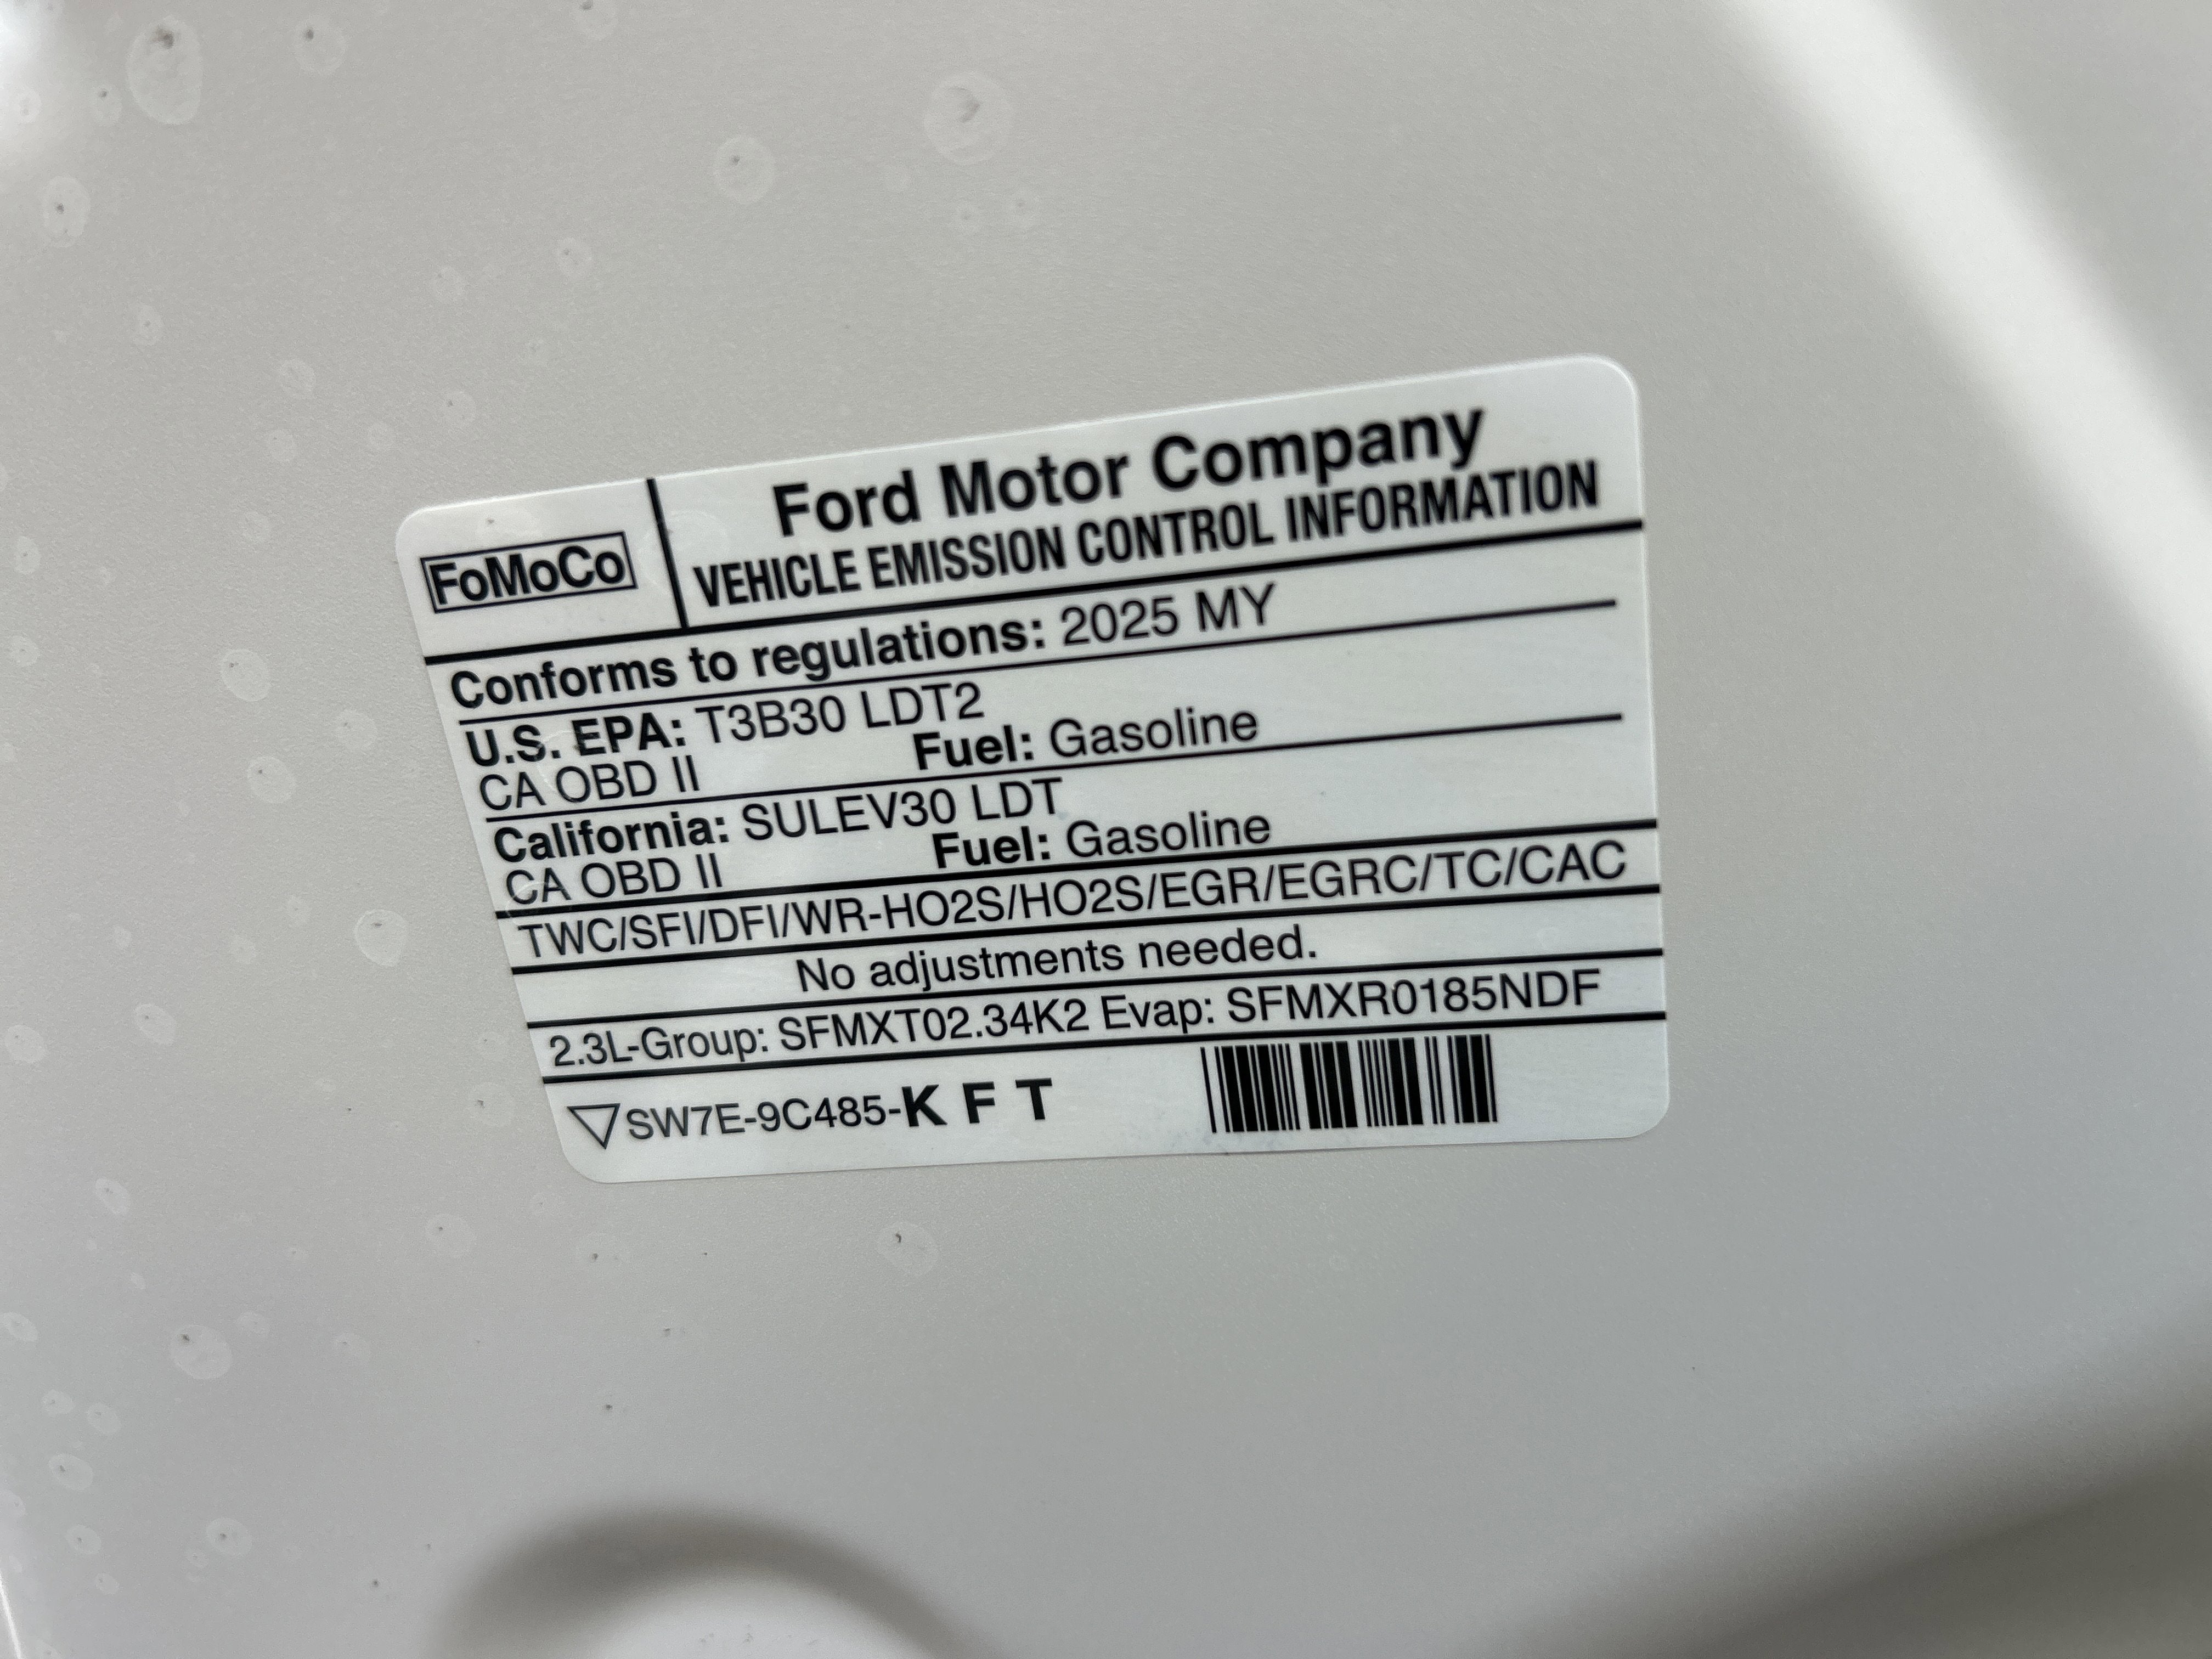 FoMoCo
Ford Motor Company
VEHICLE EMISSION CONTROL INFORMATION
Conforms to regulations: 2025 MY
U.S. EPA: T3B30 LDT2
CA OBD II Fuel: Gasoline
California: SULEV30 LDT
CA OBD II Fuel: Gasoline
TWC/SFI/DFI/WR-HO2S/HO2S/EGR/EGRC/TC/CAC
No adjustments needed.
2.3L-Group: SFMXT02.34K2 Evap: SFMXR0185NDF
SW7E-9C485-K F T